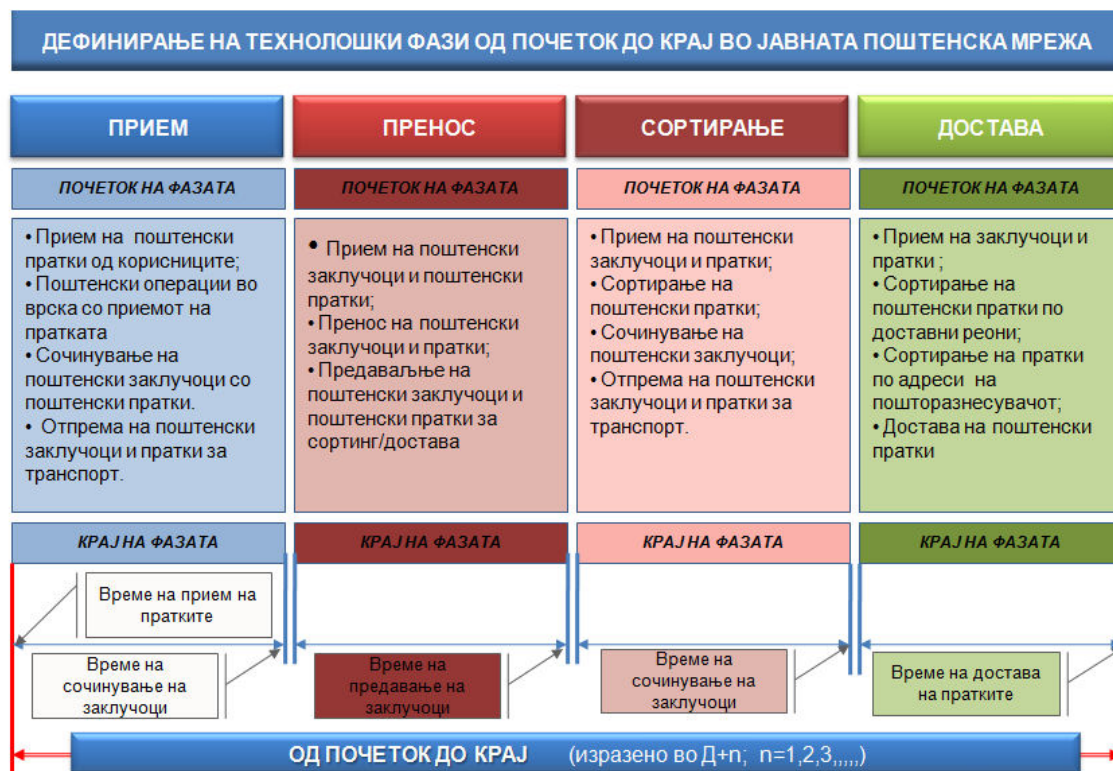 ДЕФИНИРАЊЕ НА ТЕХНОЛОШКИ ФАЗИ ОД ПОЧЕТОК ДО КРАЈ ВО ЈАВНАТА ПОШТЕНСКА МРЕЖА
ПРИЕМ
ПОЧЕТОК НА ФАЗАТА
• Прием на поштенски
пратки од корисниците;
• Поштенски операции во
врска со приемот на
пратката
• Сочинување на
поштенски заклучоци со
поштенски пратки.
• Отпрема на поштенски
заклучоци и пратки за
транспорт.
КРАЈ НА ФАЗАТА
Време на прием на
пратките
Време на
сочинување на
заклучоци
ПРЕНОС
ПОЧЕТОК НА ФАЗАТА
• Прием на поштенски
заклучоци и поштенски
пратки;
• Пренос на поштенски
заклучоци и пратки;
• Предаваљње на
поштенски заклучоци и
поштенски пратки за
сортинг/достава
КРАЈ НА ФАЗАТА
Време на
предавање на
заклучоци
СОРТИРАЊЕ
ПОЧЕТОК НА ФАЗАТА
• Прием на поштенски
заклучоци и пратки;
• Сортирање на
поштенски пратки;
• Сочинување на
поштенски заклучоци;
• Отпрема на поштенски
заклучоци и пратки за
транспорт.
КРАЈ НА ФАЗАТА
Време на
сочинување на
заклучоци
ДОСТАВА
ПОЧЕТОК НА ФАЗАТА
• Прием на заклучоци и
пратки ;
• Сортирање на
поштенски пратки по
доставни реони;
• Сортирање на пратки
по адреси на
пошторазнесувачот;
• Достава на поштенски
пратки
КРАЈ НА ФАЗАТА
Време на достава
на пратките
ОД ПОЧЕТОК ДО КРАЈ (изразено во Д+n; n=1,2,3,,,,,)